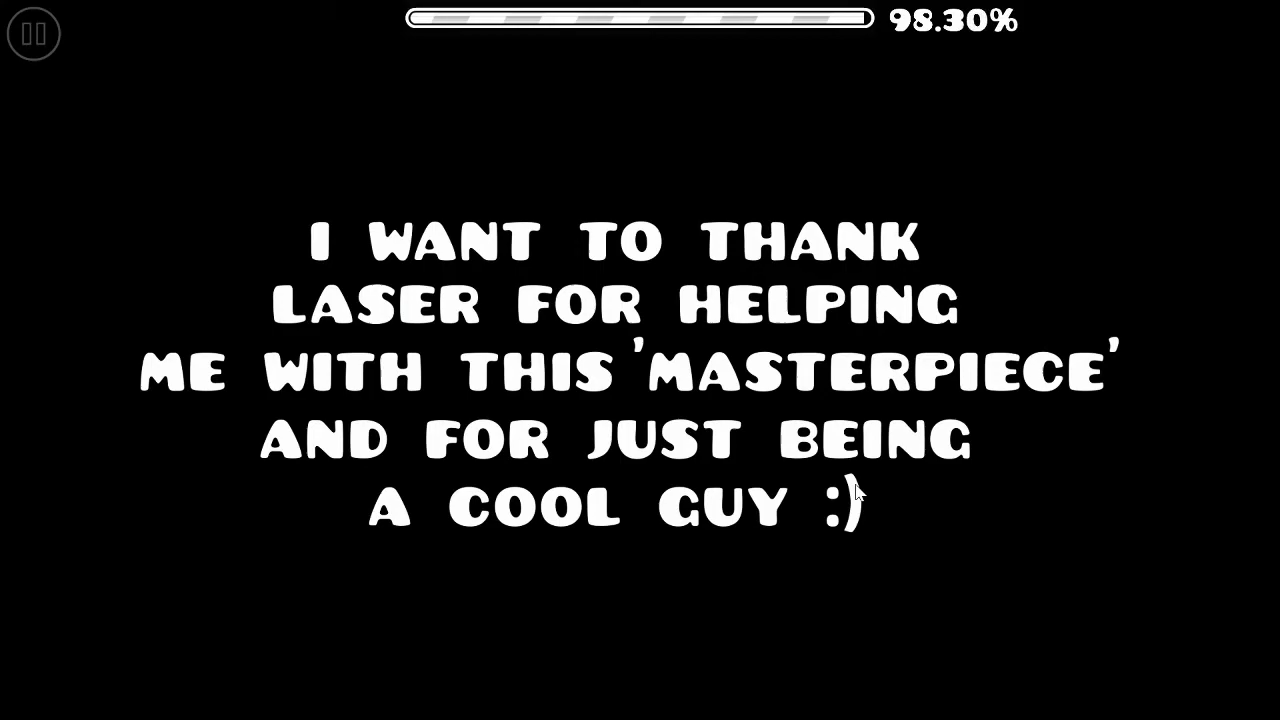 98.30%
I WANT TO THANK
LASER FOR HELPING
ME WITH THIS 'MASTERPIECE'
AND FOR JUST BEING
A COOL GUY :)